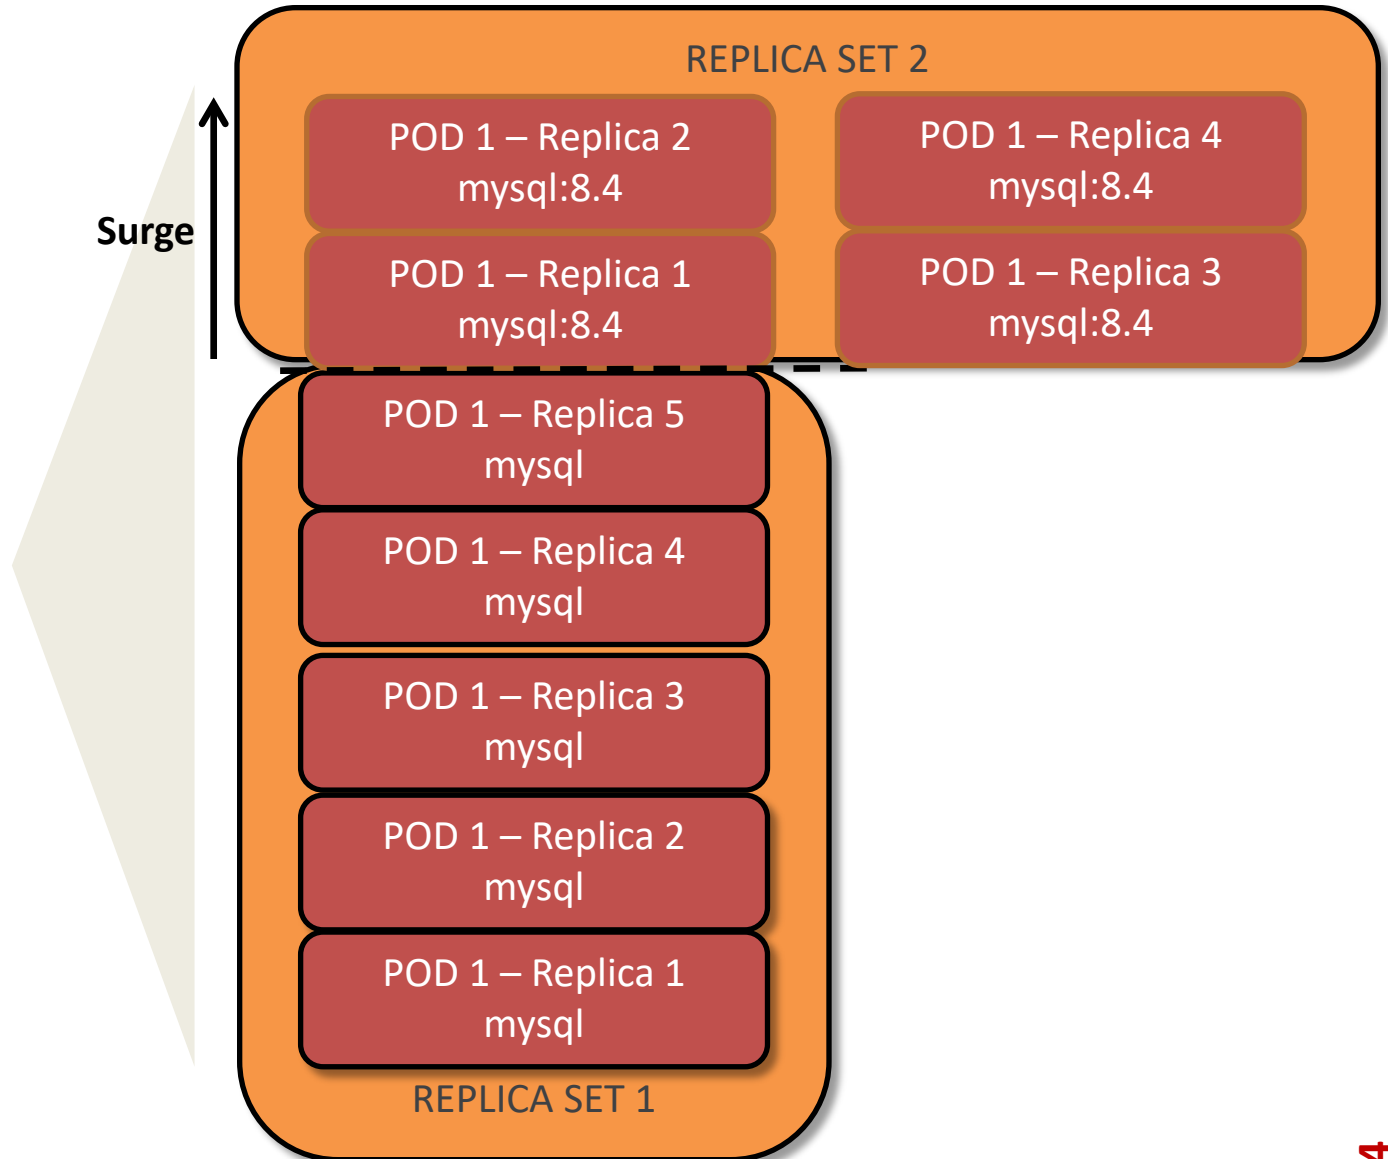 REPLICA SET 2
POD 1 – Replica 2
mysql:8.4
POD 1 – Replica 4
mysql:8.4
Surge
POD 1 – Replica 1
mysql:8.4
POD 1 – Replica 3
mysql:8.4
POD 1 – Replica 5
mysql
POD 1 – Replica 4
mysql
POD 1 – Replica 3
mysql
POD 1 – Replica 2
mysql
POD 1 – Replica 1
mysql
REPLICA SET 1
4